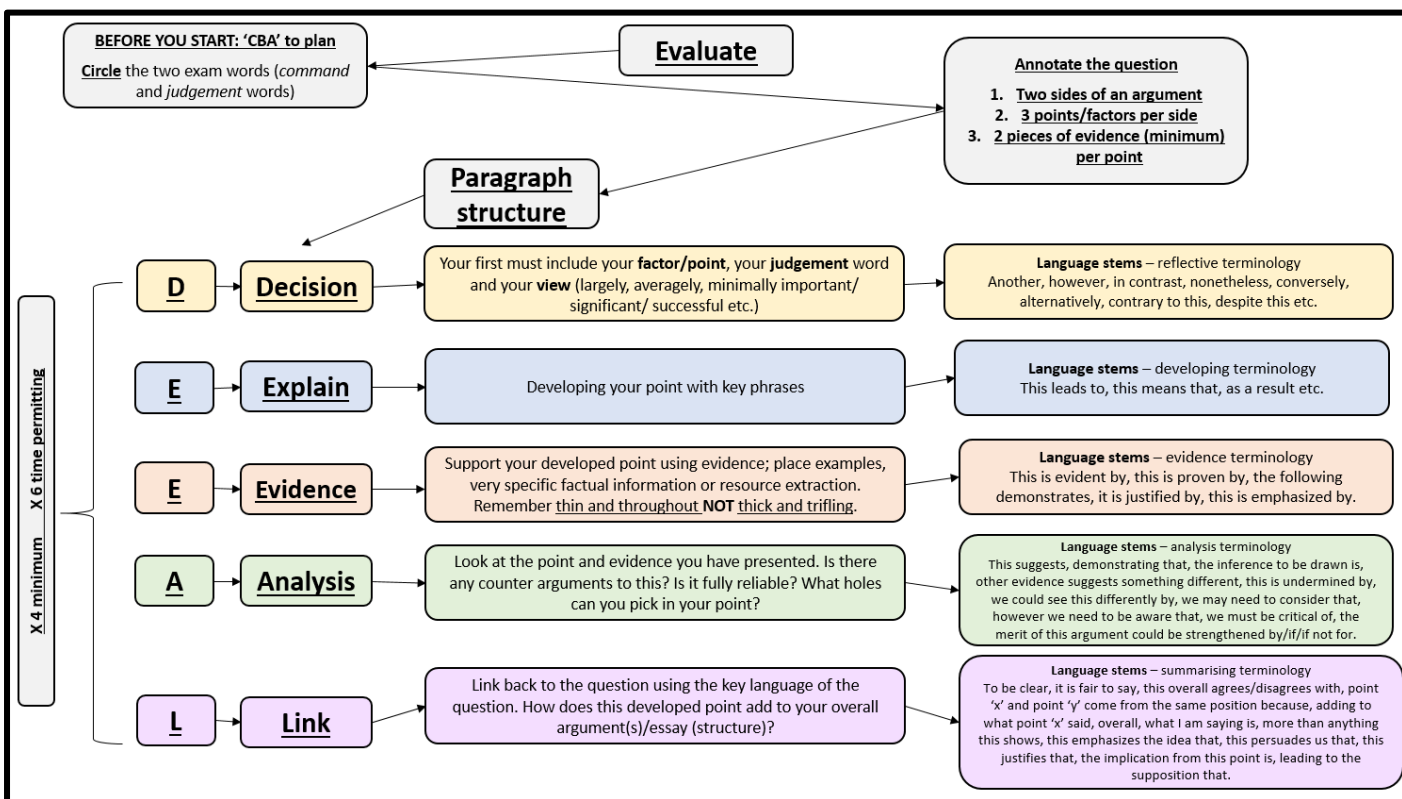 BEFORE YOU START: ‘CBA’ to plan
Circle the two exam words (command
and judgement words)
Evaluate
Annotate the question
1. Two sides of an argument
2. 3 points/factors per side
3. 2 pieces of evidence (minimum)
per point
Paragraph
structure
X 4 minimum X 6 time permitting
D
Decision
Your first must include your factor/point, your judgement word
and your view (largely, averagely, minimally important/
significant/ successful etc.)
Language stems – reflective terminology
Another, however, in contrast, nonetheless, conversely,
alternatively, contrary to this, despite this etc.
E
Explain
Developing your point with key phrases
Language stems – developing terminology
This leads to, this means that, as a result etc.
E
Evidence
Support your developed point using evidence; place examples,
very specific factual information or resource extraction.
Remember thin and throughout NOT thick and trifling.
Language stems – evidence terminology
This is evident by, this is proven by, the following
demonstrates, it is justified by, this is emphasized by.
A
Analysis
Look at the point and evidence you have presented. Is there
any counter arguments to this? Is it fully reliable? What holes
can you pick in your point?
Language stems – analysis terminology
This suggests, demonstrating that, the inference to be drawn is,
other evidence suggests something different, this is undermined by,
we could see this differently by, we may need to consider that,
however we need to be aware that, we must be critical of, the
merit of this argument could be strengthened by/if/if not for.
L
Link
Link back to the question using the key language of the
question. How does this developed point add to your overall
argument(s)/essay (structure)?
Language stems – summarising terminology
To be clear, it is fair to say, this overall agrees/disagrees with, point
‘x’ and point ‘y’ come from the same position because, adding to
what point ‘x’ said, overall, what I am saying is, more than anything
this shows, this emphasizes the idea that, this persuades us that, this
justifies that, the implication from this point is, leading to the
supposition that.